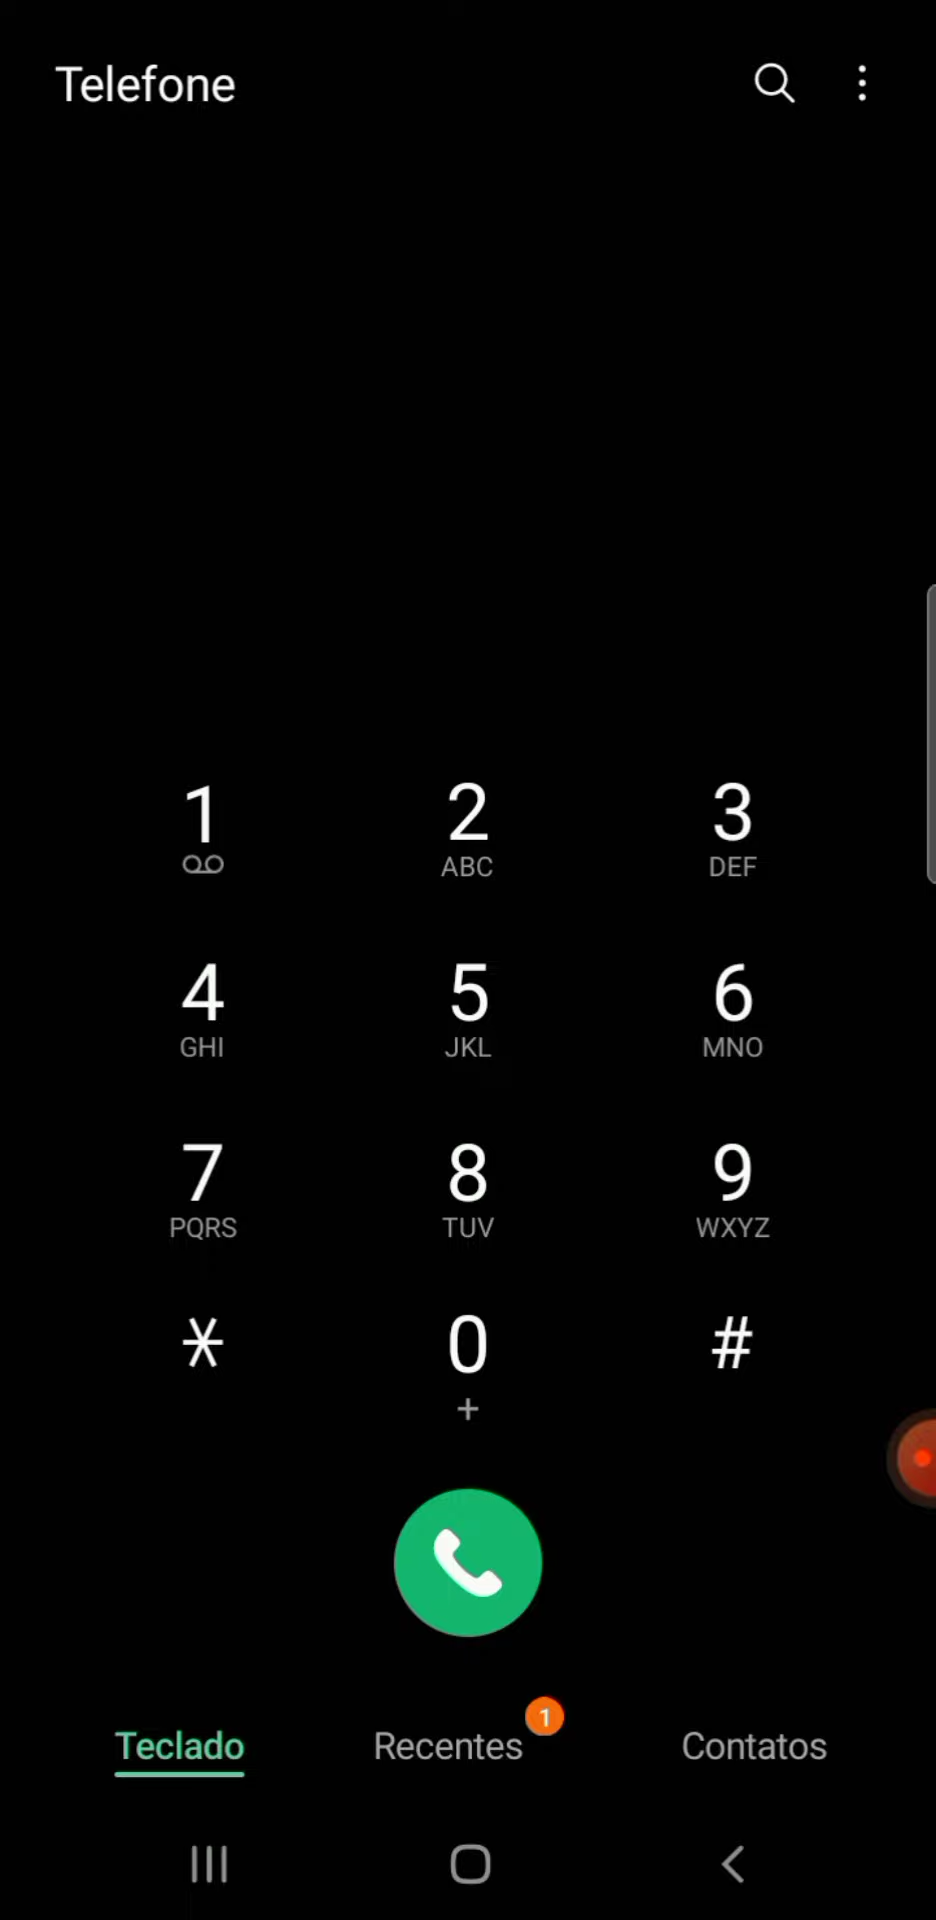 Telefone
1 2 3
ABC DEF
4 5 6
GHI JKL MNO
7 8 9
PQRS TUV WXYZ
* 0 #
+
1
Teclado Recentes Contatos